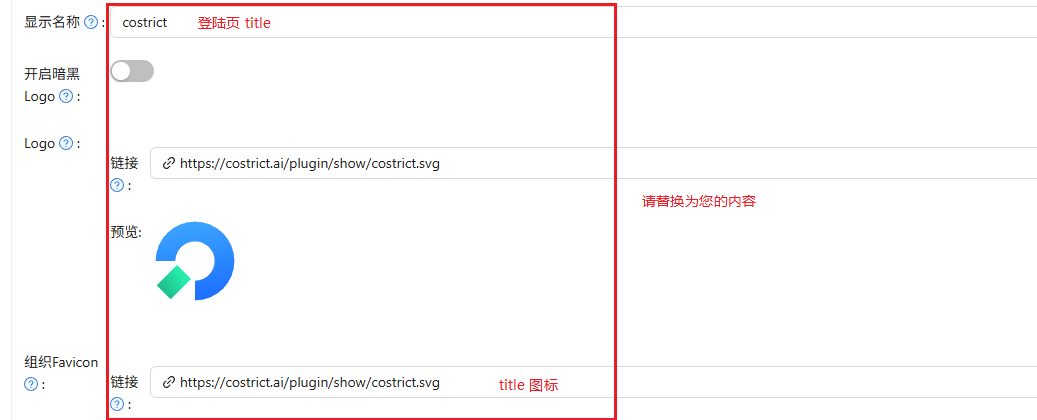 显示名称 ? : costrict 登陆页 title
开启暗黑
Logo ? :
Logo ? :
链接 https://costrict.ai/plugin/show/costrict.svg
? :
请替换为您的内容
预览:
组织Favicon
? :
链接 https://costrict.ai/plugin/show/costrict.svg title 图标
? :